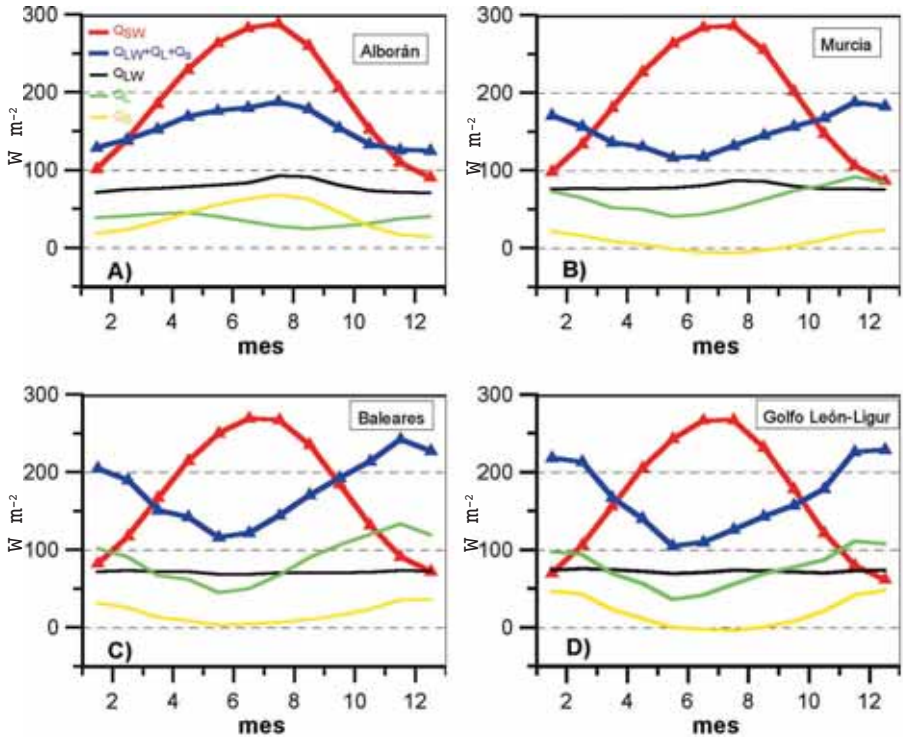 300
200
100
0
W m⁻²
Q_SW
Q_LW+Q_L+Q_s
Q_LW
Alborán
A)
2 4 6 8 10 12
mes
300
200
100
0
W m⁻²
Murcia
B)
2 4 6 8 10 12
mes
300
200
100
0
W m⁻²
Baleares
C)
2 4 6 8 10 12
mes
300
200
100
0
W m⁻²
Golfo León-Ligur
D)
2 4 6 8 10 12
mes